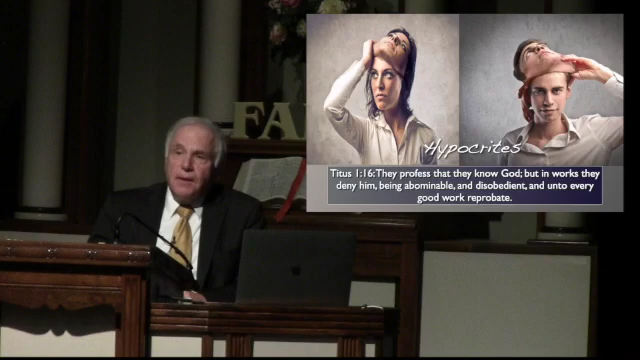 FA
Hypocrites
Titus 1:16:They profess that they know God; but in works they
deny him, being abominable, and disobedient, and unto every
good work reprobate.